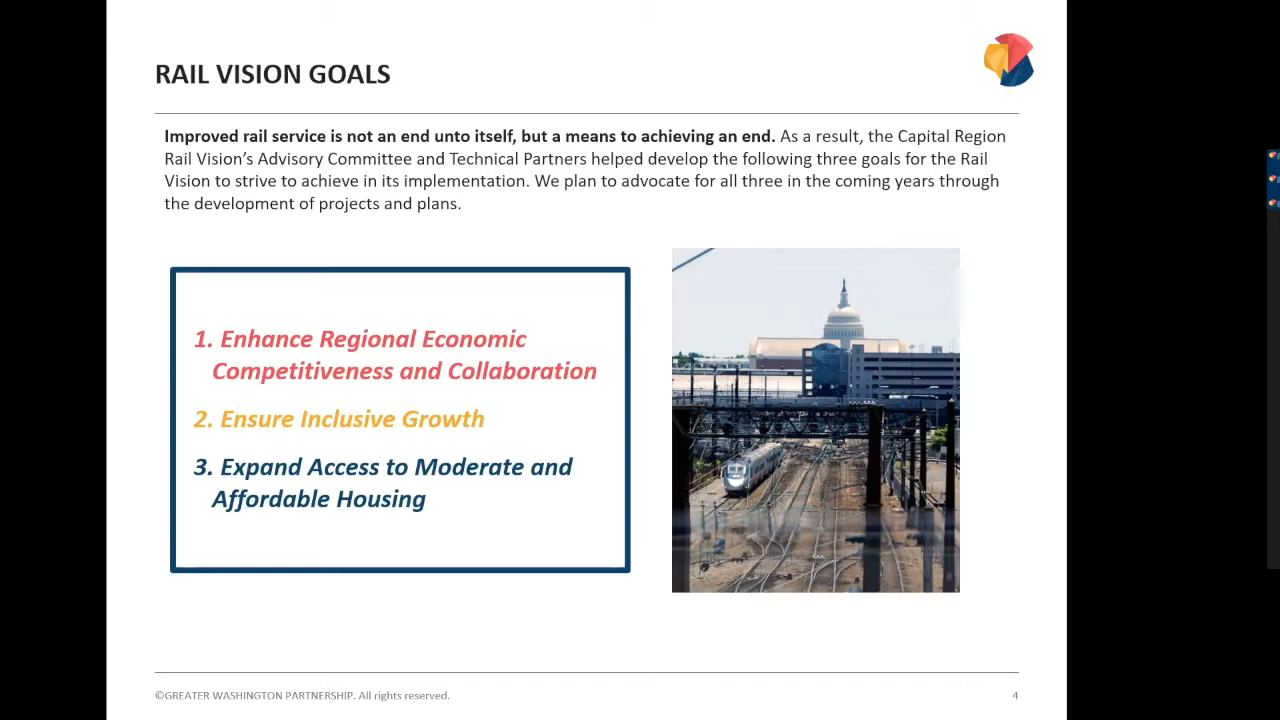 RAIL VISION GOALS
Improved rail service is not an end unto itself, but a means to achieving an end. As a result, the Capital Region
Rail Vision’s Advisory Committee and Technical Partners helped develop the following three goals for the Rail
Vision to strive to achieve in its implementation. We plan to advocate for all three in the coming years through
the development of projects and plans.
1. Enhance Regional Economic
Competitiveness and Collaboration
2. Ensure Inclusive Growth
3. Expand Access to Moderate and
Affordable Housing
©GREATER WASHINGTON PARTNERSHIP. All rights reserved.
4